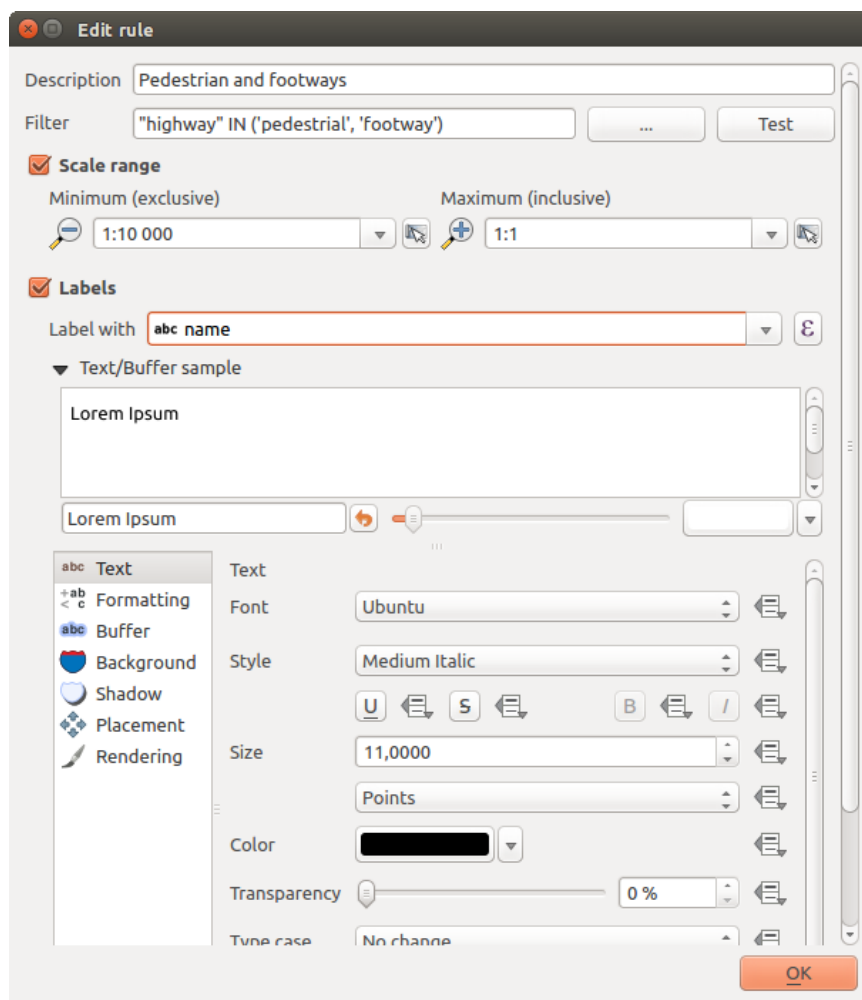 Edit rule
Description Pedestrian and footways
Filter "highway" IN ('pedestrial', 'footway') ... Test
Scale range
Minimum (exclusive) Maximum (inclusive)
1:10 000 1:1
Labels
Label with abc name ε
Text/Buffer sample
Lorem Ipsum
Lorem Ipsum
abc Text
+ab < c Formatting
abc Buffer
Background
Shadow
Placement
Rendering
Text
Font Ubuntu
Style Medium Italic
U S B I
Size 11,0000
Points
Color
Transparency 0 %
Type case No change
OK